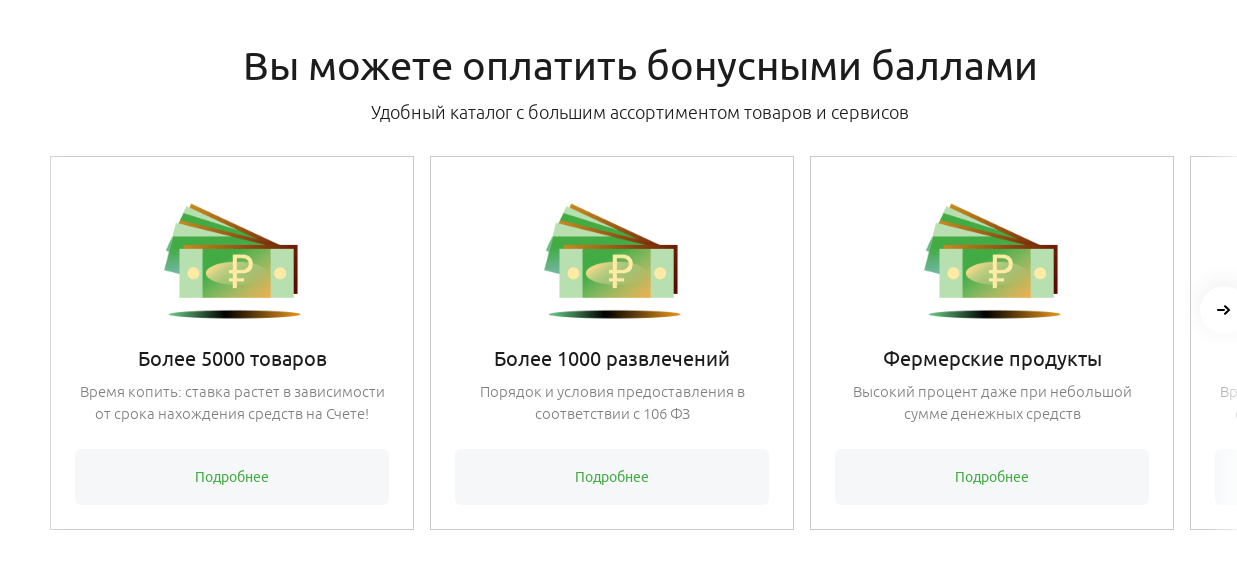 Вы можете оплатить бонусными баллами
Удобный каталог с большим ассортиментом товаров и сервисов
Более 5000 товаров
Время копить: ставка растет в зависимости
от срока нахождения средств на Счете!
Подробнее
Более 1000 развлечений
Порядок и условия предоставления в
соответствии с 106 ФЗ
Подробнее
Фермерские продукты
Высокий процент даже при небольшой
сумме денежных средств
Подробнее